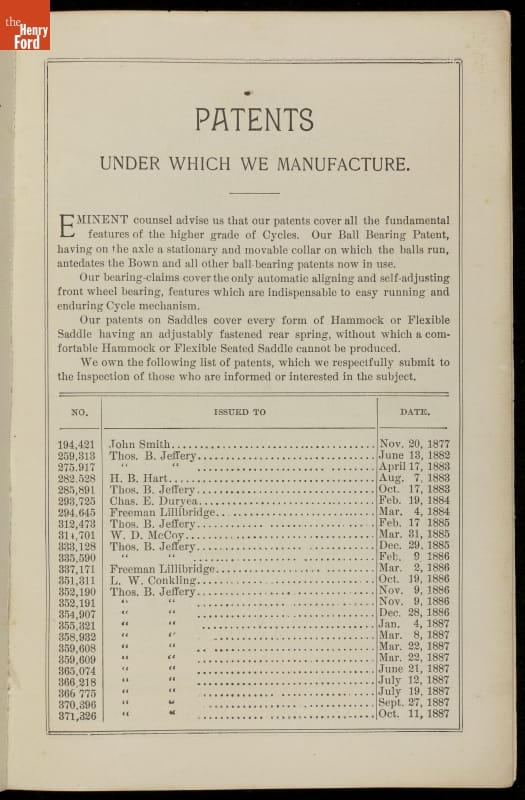 the
Henry
Ford
PATENTS
UNDER WHICH WE MANUFACTURE.
EMINENT counsel advise us that our patents cover all the fundamental
features of the higher grade of Cycles. Our Ball Bearing Patent,
having on the axle a stationary and movable collar on which the balls run,
antedates the Bown and all other ball-bearing patents now in use.
Our bearing-claims cover the only automatic aligning and self-adjusting
front wheel bearing, features which are indispensable to easy running and
enduring Cycle mechanism.
Our patents on Saddles cover every form of Hammock or Flexible
Saddle having an adjustably fastened rear spring, without which a com-
fortable Hammock or Flexible Seated Saddle cannot be produced.
We own the following list of patents, which we respectfully submit to
the inspection of those who are informed or interested in the subject.
NO. ISSUED TO DATE.
194,421 John Smith Nov. 20, 1877
259,313 Thos. B. Jeffery June 13, 1882
275.917 " " April 17, 1883
282.528 H. B. Hart Aug. 7, 1883
285,891 Thos. B. Jeffery Oct. 17, 1883
293,725 Chas. E. Duryea Feb. 19, 1884
294,645 Freeman Lillibridge Mar. 4, 1884
312,473 Thos. B. Jeffery Feb. 17 1885
314,701 W. D. McCoy Mar. 31, 1885
333,128 Thos. B. Jeffery Dec. 29, 1885
335,590 " " Feb. 9 1886
337,171 Freeman Lillibridge Mar. 2, 1886
351,311 L. W. Conkling Oct. 19, 1886
352,190 Thos. B. Jeffery Nov. 9, 1886
352,191 " " Nov. 9, 1886
354,907 " " Dec. 28, 1886
355,321 " " Jan. 4, 1887
358,932 " " Mar. 8, 1887
359,608 " " Mar. 22, 1887
359,609 " " Mar. 22, 1887
365,074 " " June 21, 1887
366,218 " " July 12, 1887
366 775 " " July 19, 1887
370,396 " " Sept. 27, 1887
371,326 " " Oct. 11, 1887